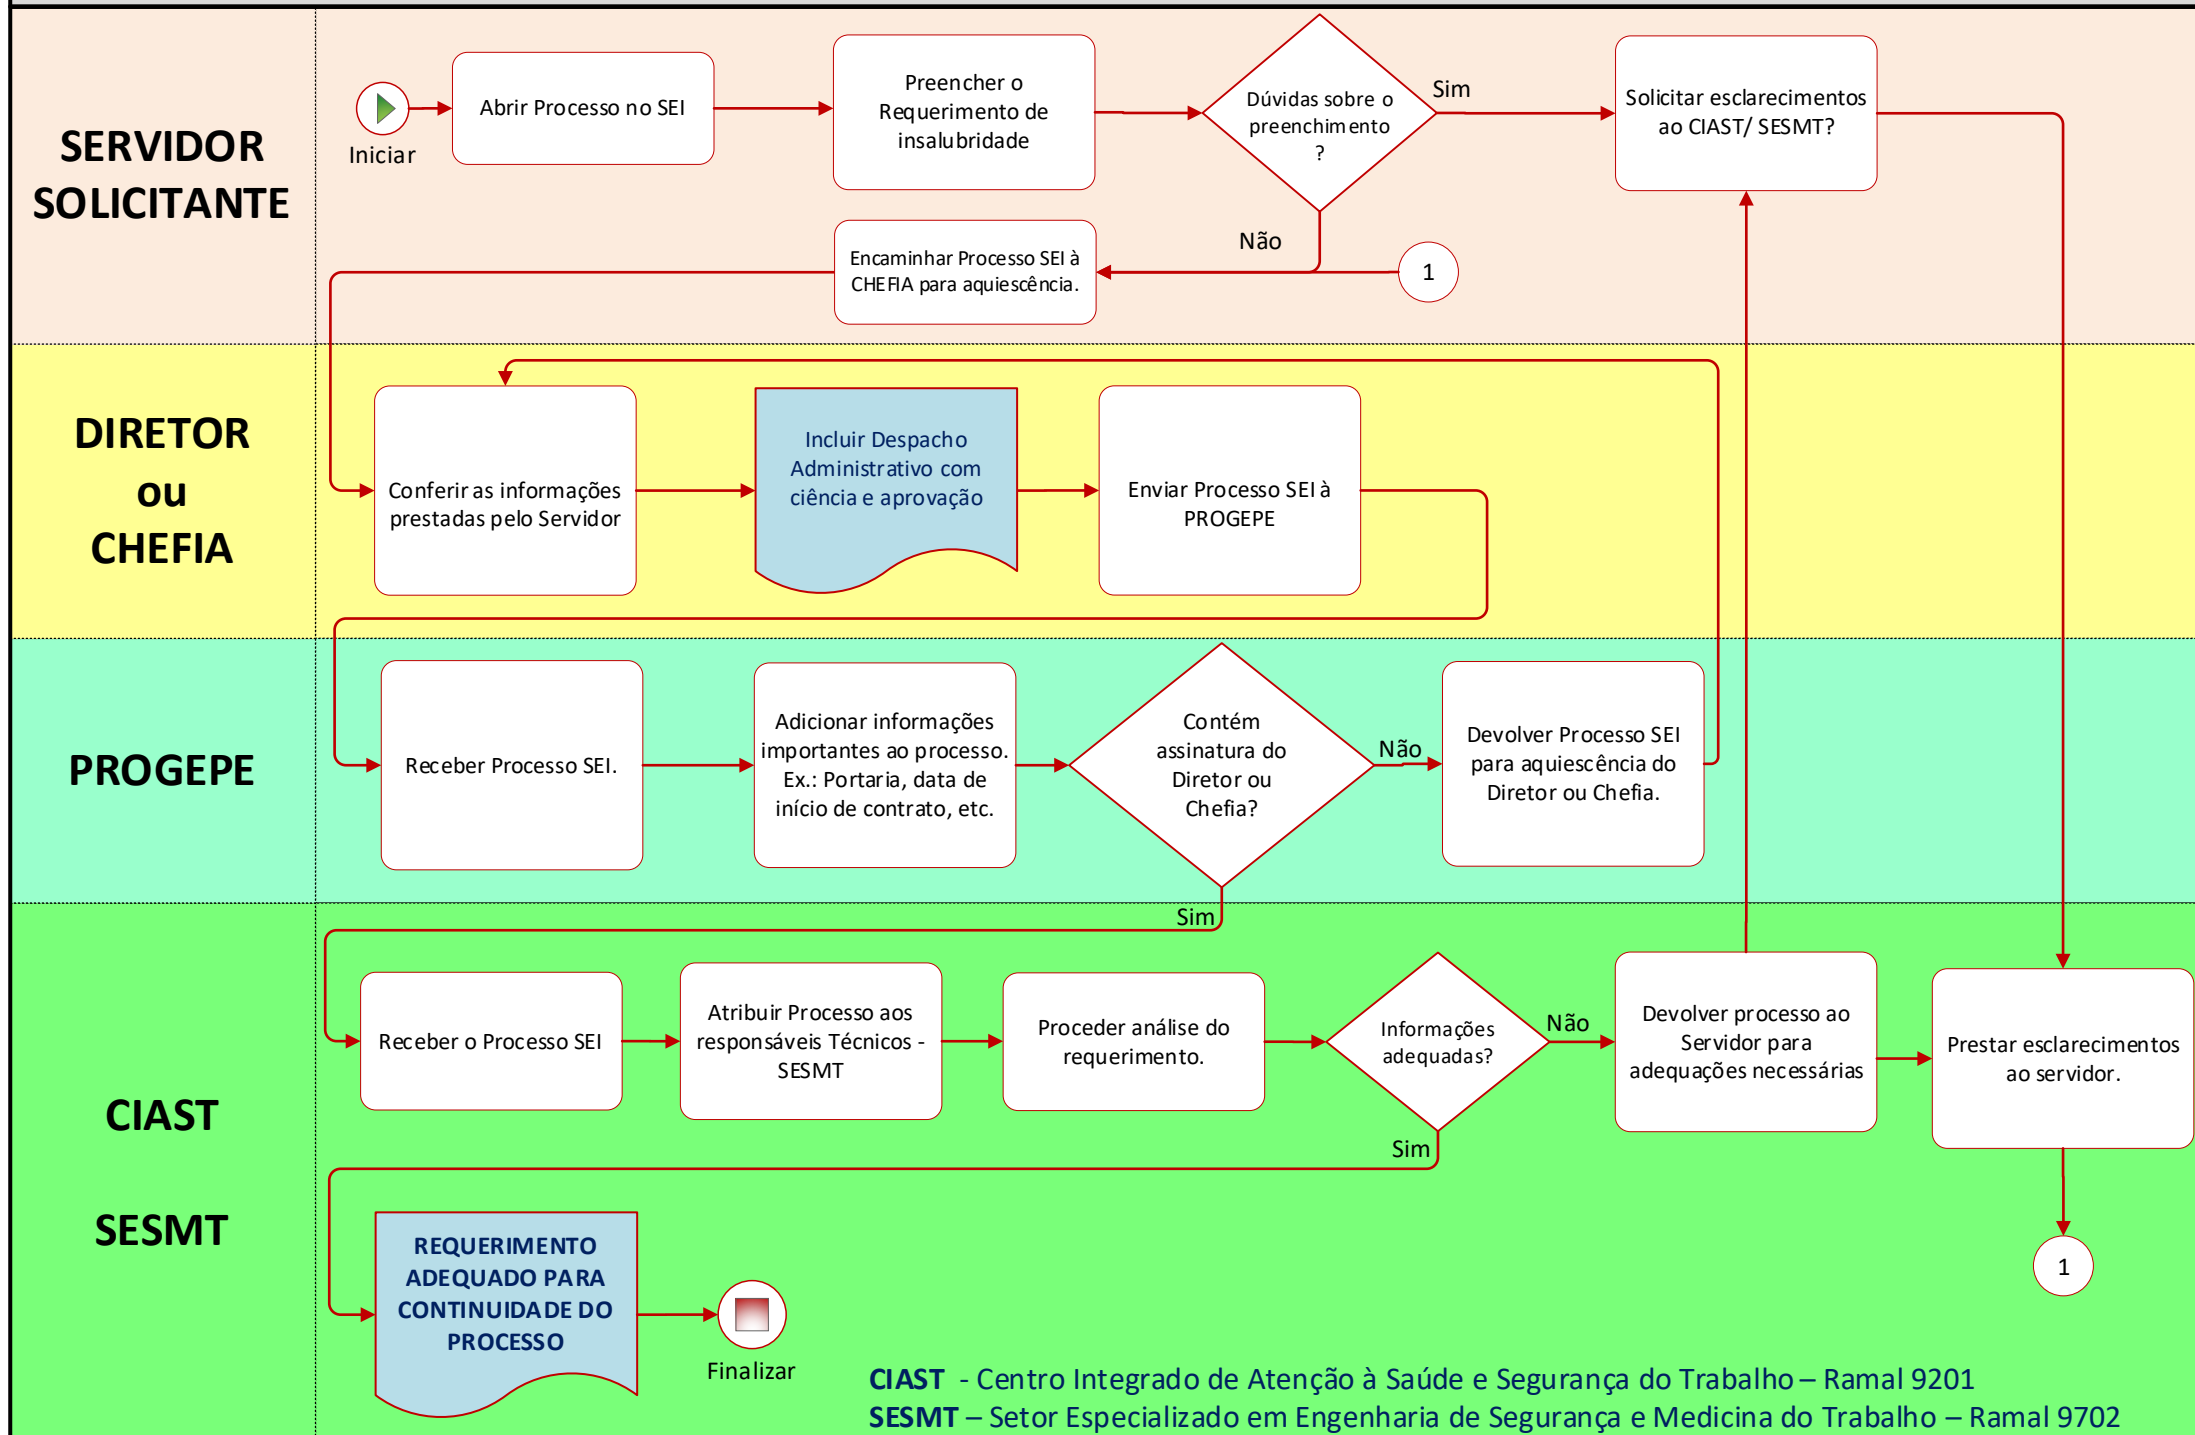 SERVIDOR
SOLICITANTE
Iniciar
Abrir Processo no SEI
Preencher o
Requerimento de
insalubridade
Dúvidas sobre o
preenchimento
?
Sim
Solicitar esclarecimentos
ao CIAST/ SESMT?
Não
Encaminhar Processo SEI à
CHEFIA para aquiescência.
1
DIRETOR
ou
CHEFIA
Conferir as informações
prestadas pelo Servidor
Incluir Despacho
Administrativo com
ciência e aprovação
Enviar Processo SEI à
PROGEPE
PROGEPE
Receber Processo SEI.
Adicionar informações
importantes ao processo.
Ex.: Portaria, data de
início de contrato, etc.
Contém
assinatura do
Diretor ou
Chefia?
Não
Devolver Processo SEI
para aquiescência do
Diretor ou Chefia.
Sim
CIAST
SESMT
Receber o Processo SEI
Atribuir Processo aos
responsáveis Técnicos -
SESMT
Proceder análise do
requerimento.
Informações
adequadas?
Não
Devolver processo ao
Servidor para
adequações necessárias
Prestar esclarecimentos
ao servidor.
Sim
1
REQUERIMENTO
ADEQUADO PARA
CONTINUIDADE DO
PROCESSO
Finalizar
CIAST - Centro Integrado de Atenção à Saúde e Segurança do Trabalho – Ramal 9201
SESMT – Setor Especializado em Engenharia de Segurança e Medicina do Trabalho – Ramal 9702